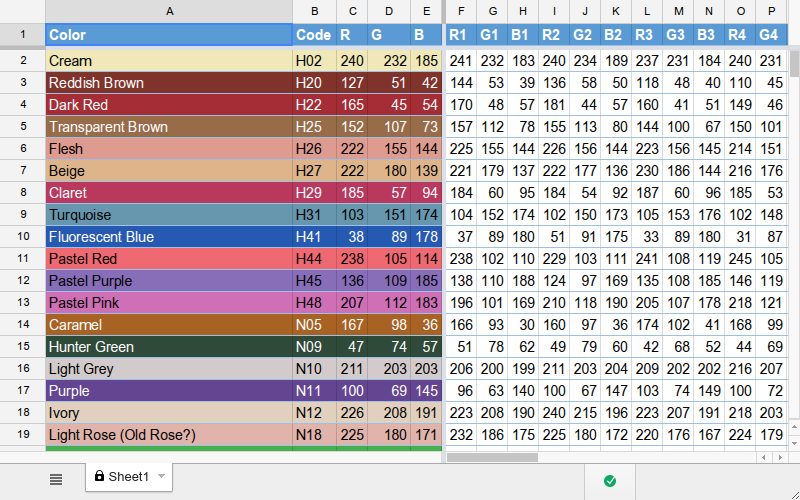 A B C D E F G H I J K L M N O P
1 Color Code R G B R1 G1 B1 R2 G2 B2 R3 G3 B3 R4 G4
2 Cream H02 240 232 185 241 232 183 240 234 189 237 231 184 240 231
3 Reddish Brown H20 127 51 42 144 53 39 136 58 50 118 48 40 110 45
4 Dark Red H22 165 45 54 170 48 57 181 44 57 160 41 51 149 46
5 Transparent Brown H25 152 107 73 157 112 78 155 113 80 144 100 67 150 101
6 Flesh H26 222 155 144 225 155 144 226 156 144 223 156 145 214 151
7 Beige H27 222 180 139 221 179 137 222 177 136 230 186 144 216 176
8 Claret H29 185 57 94 184 60 95 184 54 92 187 60 96 185 53
9 Turquoise H31 103 151 174 104 152 174 102 150 173 105 153 176 102 148
10 Fluorescent Blue H41 38 89 178 37 89 180 51 91 175 33 89 180 31 87
11 Pastel Red H44 238 105 114 238 102 110 229 103 111 241 108 119 245 105
12 Pastel Purple H45 136 109 185 138 110 188 124 97 169 135 108 185 146 119
13 Pastel Pink H48 207 112 183 196 101 169 210 118 190 205 107 178 218 121
14 Caramel N05 167 98 36 166 93 30 160 97 36 174 102 41 168 99
15 Hunter Green N09 47 74 57 51 78 62 49 79 60 42 68 52 44 69
16 Light Grey N10 211 203 203 206 200 199 211 203 204 209 202 202 216 207
17 Purple N11 100 69 145 96 63 140 100 67 147 103 74 149 100 72
18 Ivory N12 226 208 191 223 208 190 240 215 196 223 207 191 218 203
19 Light Rose (Old Rose?) N18 225 180 171 232 186 175 225 180 172 220 176 167 224 179
Sheet1